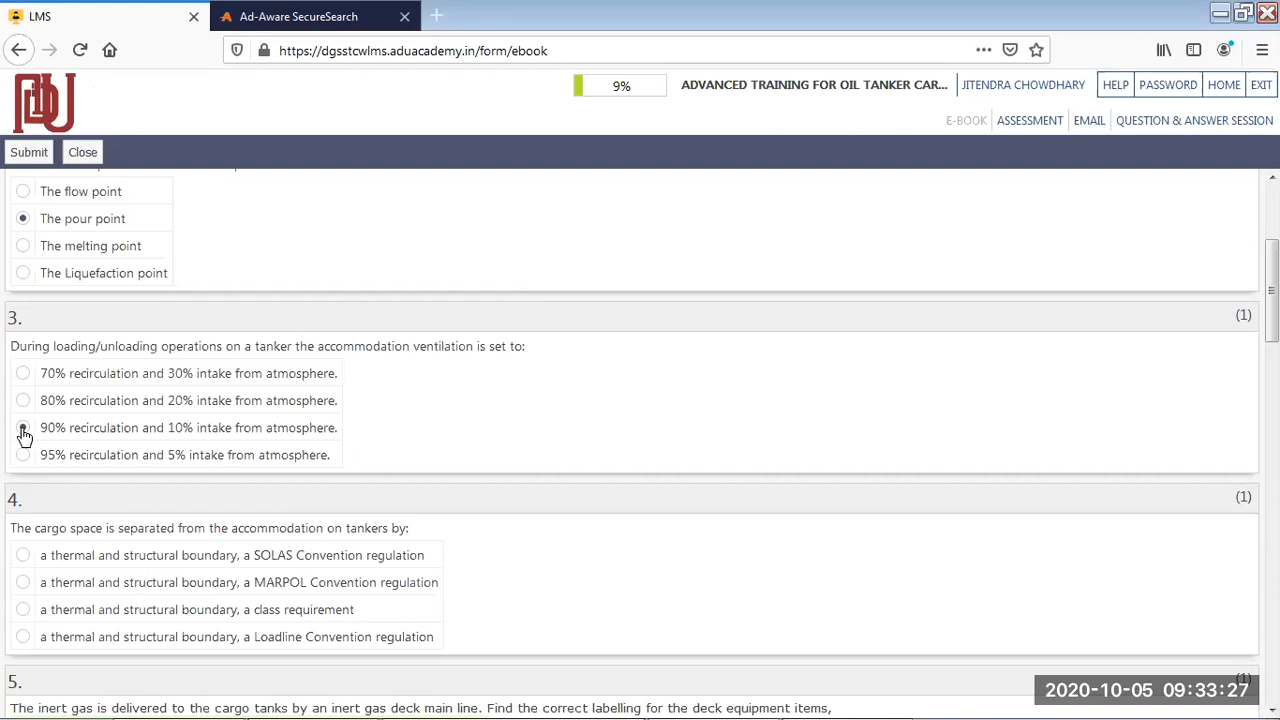 LMS
Ad-Aware SecureSearch
https://dgsstcwlms.aduacademy.in/form/ebook
9%
ADVANCED TRAINING FOR OIL TANKER CAR...
JITENDRA CHOWDHARY
HELP
PASSWORD
HOME
EXIT
E-BOOK
ASSESSMENT
EMAIL
QUESTION & ANSWER SESSION
Submit
Close
The flow point
The pour point
The melting point
The Liquefaction point
3.
(1)
During loading/unloading operations on a tanker the accommodation ventilation is set to:
70% recirculation and 30% intake from atmosphere.
80% recirculation and 20% intake from atmosphere.
90% recirculation and 10% intake from atmosphere.
95% recirculation and 5% intake from atmosphere.
4.
(1)
The cargo space is separated from the accommodation on tankers by:
a thermal and structural boundary, a SOLAS Convention regulation
a thermal and structural boundary, a MARPOL Convention regulation
a thermal and structural boundary, a class requirement
a thermal and structural boundary, a Loadline Convention regulation
5.
(1)
The inert gas is delivered to the cargo tanks by an inert gas deck main line. Find the correct labelling for the deck equipment items,
2020-10-05 09:33:27